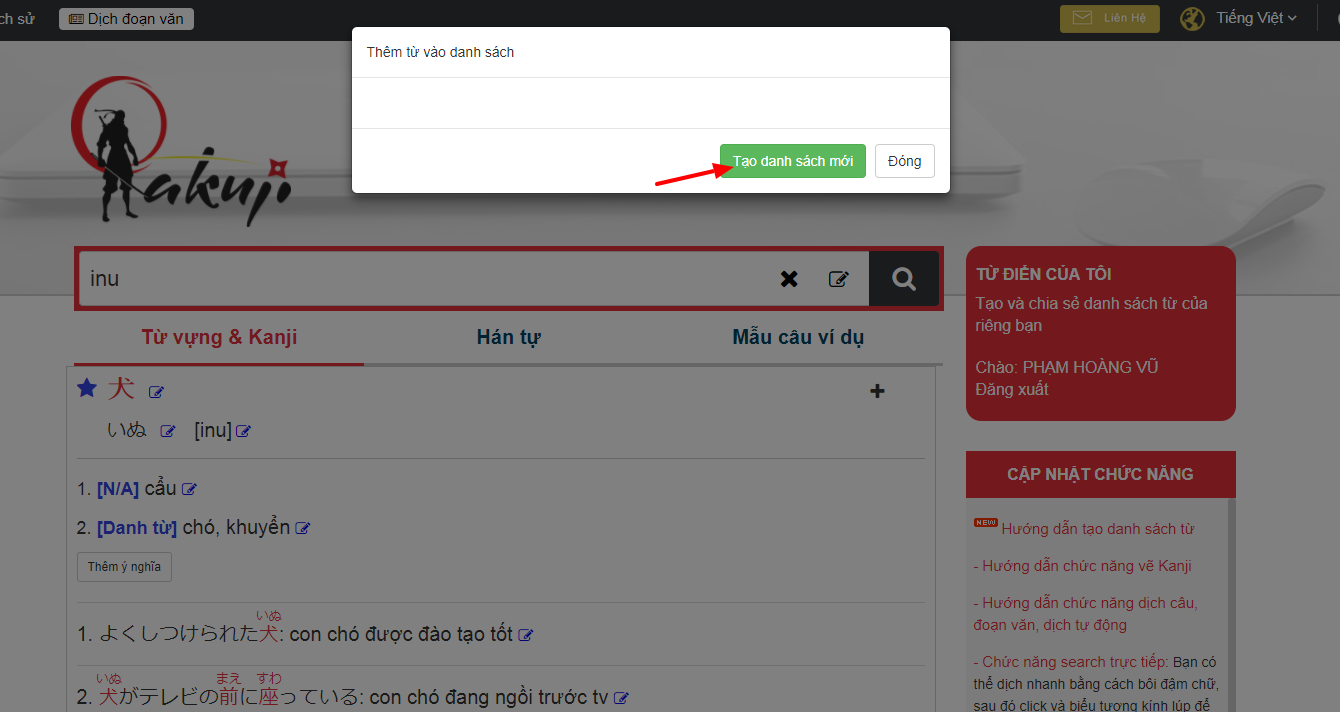 ch sử
Dịch đoạn văn
Liên Hệ
Tiếng Việt
Thêm từ vào danh sách
Tạo danh sách mới
Đóng
akuji
inu
Từ vựng & Kanji
Hán tự
Mẫu câu ví dụ
犬
いぬ
[inu]
1. [N/A] cẩu
2. [Danh từ] chó, khuyển
Thêm ý nghĩa
いぬ
1. よくしつけられた犬: con chó được đào tạo tốt
いぬ まえ すわ
2. 犬がテレビの前に座っている: con chó đang ngồi trước tv
TỪ ĐIỂN CỦA TÔI
Tạo và chia sẻ danh sách từ của
riêng bạn
Chào: PHẠM HOÀNG VŨ
Đăng xuất
CẬP NHẬT CHỨC NĂNG
NEW Hướng dẫn tạo danh sách từ
- Hướng dẫn chức năng vẽ Kanji
- Hướng dẫn chức năng dịch câu,
đoạn văn, dịch tự động
- Chức năng search trực tiếp: Bạn có
thể dịch nhanh bằng cách bôi đậm chữ,
sau đó click và biểu tượng kính lúp để